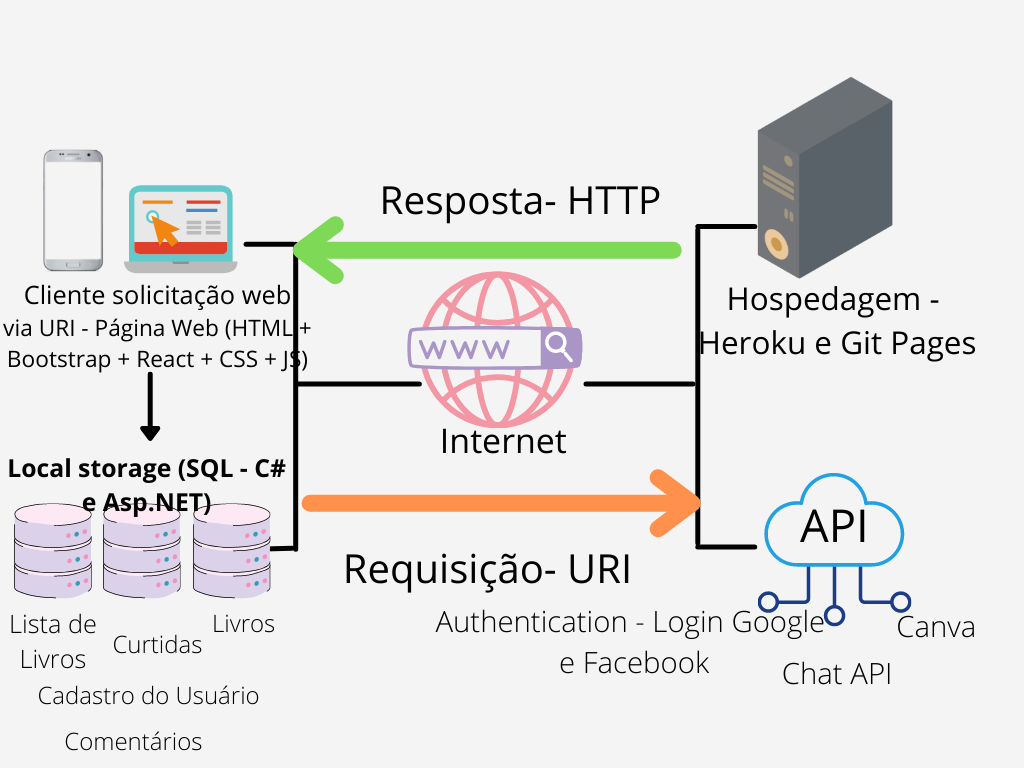 Resposta- HTTP
Cliente solicitação web
via URI - Página Web (HTML +
Bootstrap + React + CSS + JS)
www
Hospedagem -
Heroku e Git Pages
Internet
Local storage (SQL - C#
e Asp.NET)
API
Requisição- URI
Lista de
Livros
Curtidas
Livros
Cadastro do Usuário
Comentários
Authentication - Login Google
e Facebook
Canva
Chat API